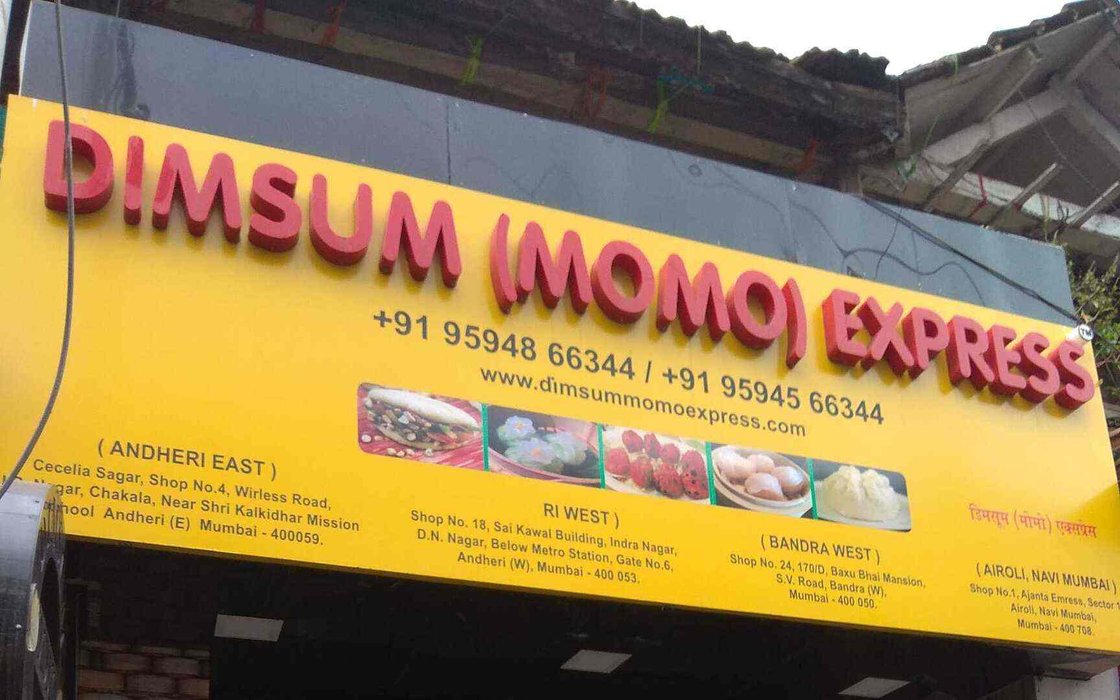 DIMSUM (MOMO) EXPRESS
TM
+91 95948 66344 / +91 95945 66344
www.dimsummomoexpress.com
( ANDHERI EAST )
Cecelia Sagar, Shop No.4, Wirless Road,
Nagar, Chakala, Near Shri Kalkidhar Mission
hool Andheri (E) Mumbai - 400059.
RI WEST )
Shop No. 18, Sai Kawal Building, Indra Nagar,
D.N. Nagar, Below Metro Station, Gate No.6,
Andheri (W). Mumbai - 400 053.
( BANDRA WEST )
Shop No. 24, 170/D, Baxu Bhai Mansion,
S.V. Road, Bandra (W).
Mumbai - 400 050.
डिमसूम (मोमो) एक्सप्रेस
( AIROLI, NAVI MUMBAI )
Shop No.1, Ajanta Emress, Sector
Airoli, Navi Mumbai,
Mumbai - 400 708.